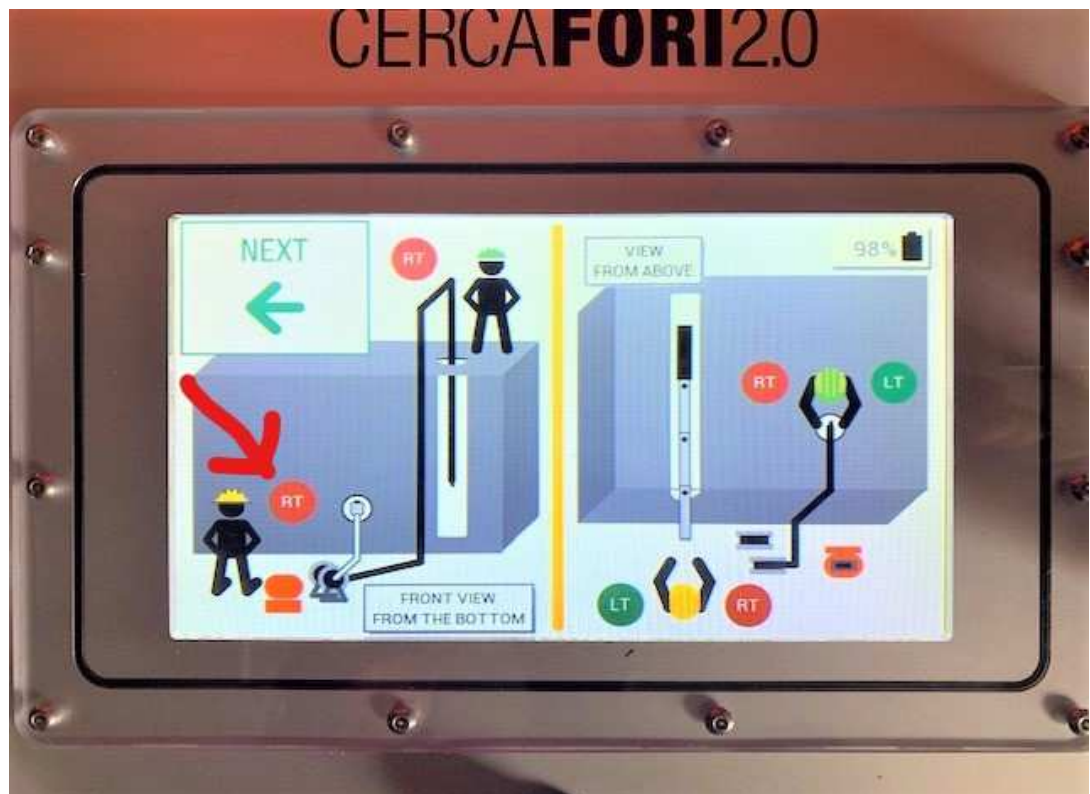 CERCAFORI2.0
NEXT
RT
RT
FRONT VIEW
FROM THE BOTTOM
VIEW
FROM ABOVE
98%
RT
LT
LT
RT